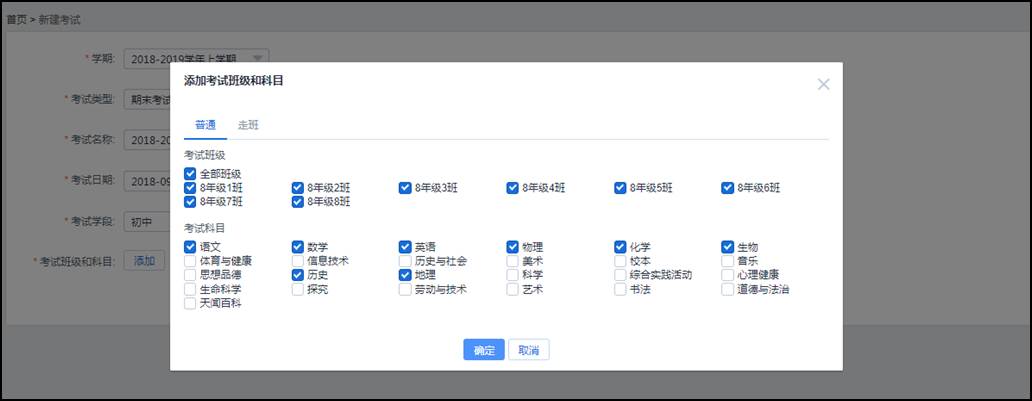 首页 > 新建考试
* 学期: 2018-2019学年上学期
* 考试类型: 期末考试
* 考试名称: 2018-20
* 考试日期: 2018-09
* 考试学段: 初中
* 考试班级和科目: 添加
添加考试班级和科目
普通 走班
考试班级
全部班级
8年级1班 8年级2班 8年级3班 8年级4班 8年级5班 8年级6班
8年级7班 8年级8班
考试科目
语文 数学 英语 物理 化学 生物
体育与健康 信息技术 历史与社会 美术 校本 音乐
思想品德 历史 地理 科学 综合实践活动 心理健康
生命科学 探究 劳动与技术 艺术 书法 道德与法治
天闻百科
确定 取消